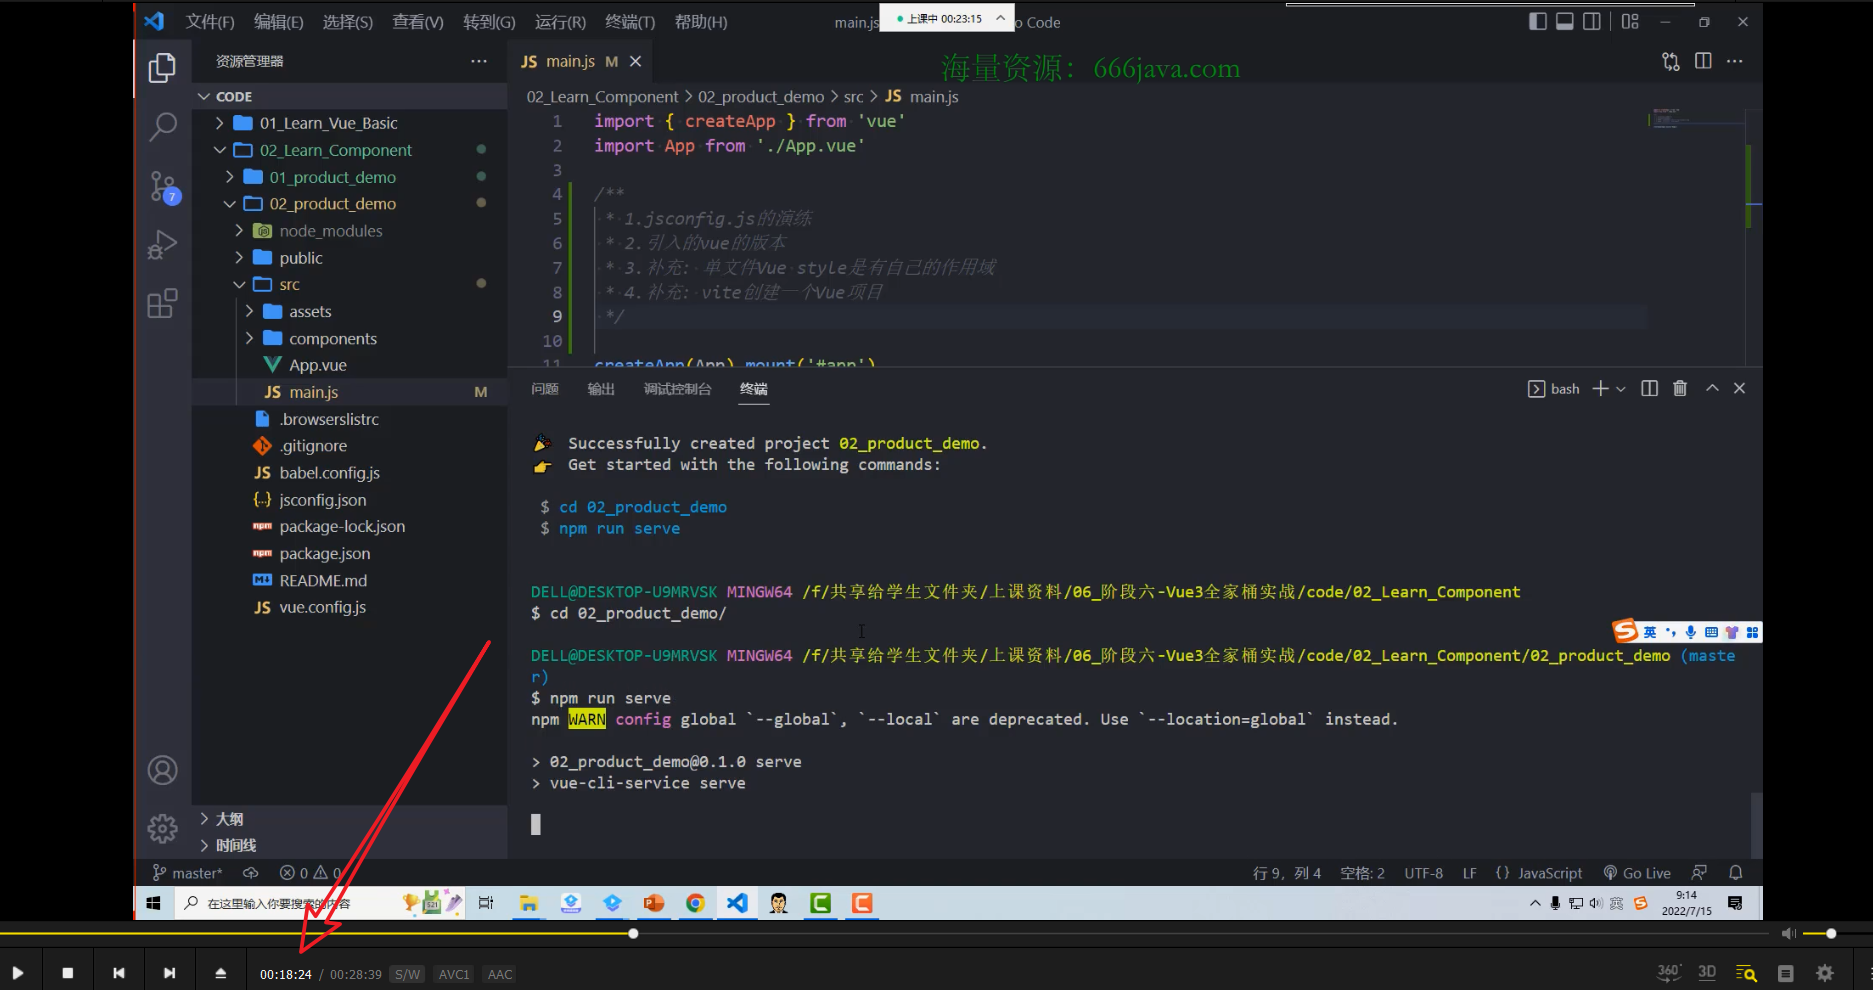 文件(F) 编辑(E) 选择(S) 查看(V) 转到(G) 运行(R) 终端(T) 帮助(H) main.js o Code
上课中 00:23:15
资源管理器
JS main.js M
海量资源：666java.com
CODE
02_Learn_Component > 02_product_demo > src > JS main.js
01_Learn_Vue_Basic
02_Learn_Component
01_product_demo
02_product_demo
node_modules
public
src
assets
components
App.vue
JS main.js M
.browserslistrc
.gitignore
JS babel.config.js
{..} jsconfig.json
npm package-lock.json
npm package.json
README.md
JS vue.config.js
7
大纲
时间线
1 import { createApp } from 'vue'
2 import App from './App.vue'
3
4 /**
5 * 1.jsconfig.js的演练
6 * 2.引入的vue的版本
7 * 3.补充: 单文件Vue style是有自己的作用域
8 * 4.补充: vite创建一个Vue项目
9 */
10
11 createApp(App).mount('#app')
问题 输出 调试控制台 终端
bash
Successfully created project 02_product_demo.
Get started with the following commands:
$ cd 02_product_demo
$ npm run serve
DELL@DESKTOP-U9MRVSK MINGW64 /f/共享给学生文件夹/上课资料/06_阶段六-Vue3全家桶实战/code/02_Learn_Component
$ cd 02_product_demo/
英
DELL@DESKTOP-U9MRVSK MINGW64 /f/共享给学生文件夹/上课资料/06_阶段六-Vue3全家桶实战/code/02_Learn_Component/02_product_demo (maste
r)
$ npm run serve
npm WARN config global `--global`, `--local` are deprecated. Use `--location=global` instead.
> 02_product_demo@0.1.0 serve
> vue-cli-service serve
master* 0 0
行 9，列 4 空格: 2 UTF-8 LF {} JavaScript Go Live
在这里输入你要搜索的内容
英
9:14
2022/7/15
00:18:24 / 00:28:39 S/W AVC1 AAC
360° 3D